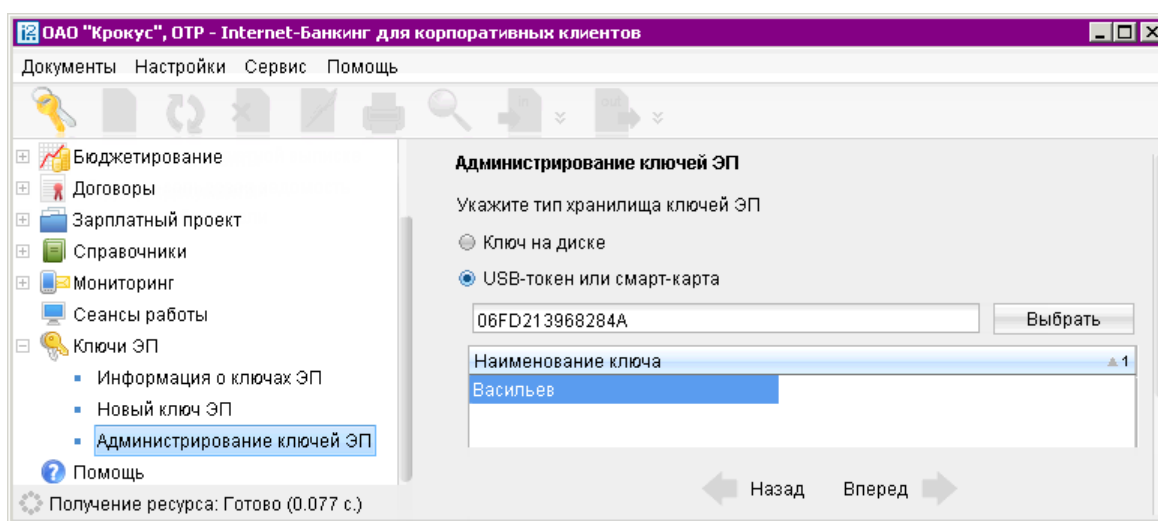 ОАО "Крокус", ОТР - Internet-Банкинг для корпоративных клиентов
Документы Настройки Сервис Помощь
in out
Бюджетирование
Договоры
Зарплатный проект
Справочники
Мониторинг
Сеансы работы
Ключи ЭП
Информация о ключах ЭП
Новый ключ ЭП
Администрирование ключей ЭП
Помощь
Получение ресурса: Готово (0.077 с.)
Администрирование ключей ЭП
Укажите тип хранилища ключей ЭП
Ключ на диске
USB-токен или смарт-карта
06FD213968284A Выбрать
Наименование ключа 1
Васильев
Назад Вперед